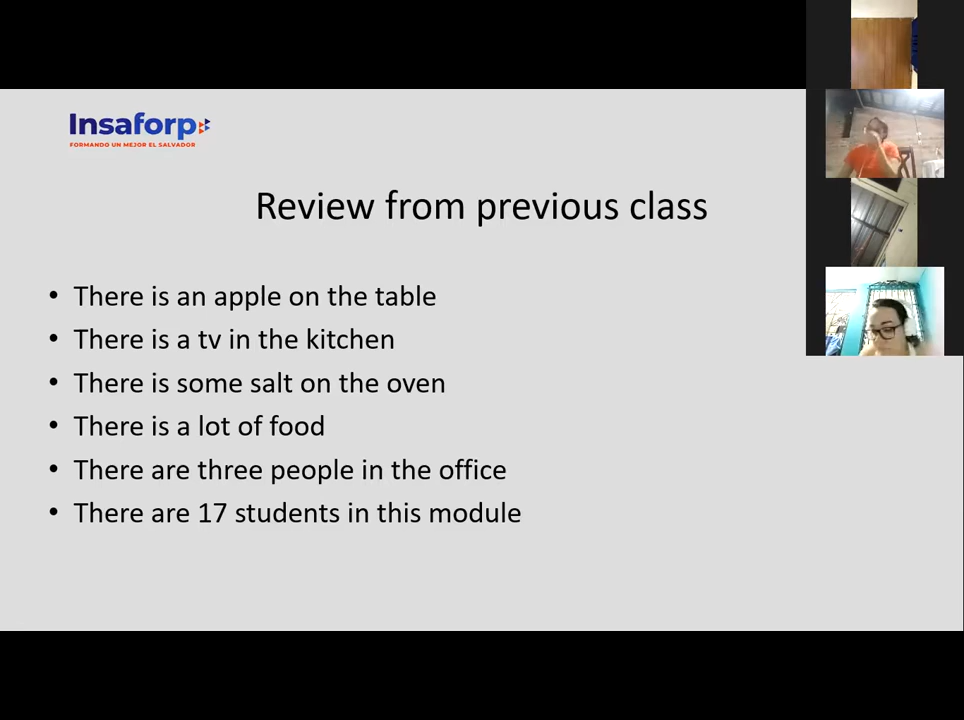 Insaforp
FORMANDO UN MEJOR EL SALVADOR
Review from previous class
• There is an apple on the table
• There is a tv in the kitchen
• There is some salt on the oven
• There is a lot of food
• There are three people in the office
• There are 17 students in this module